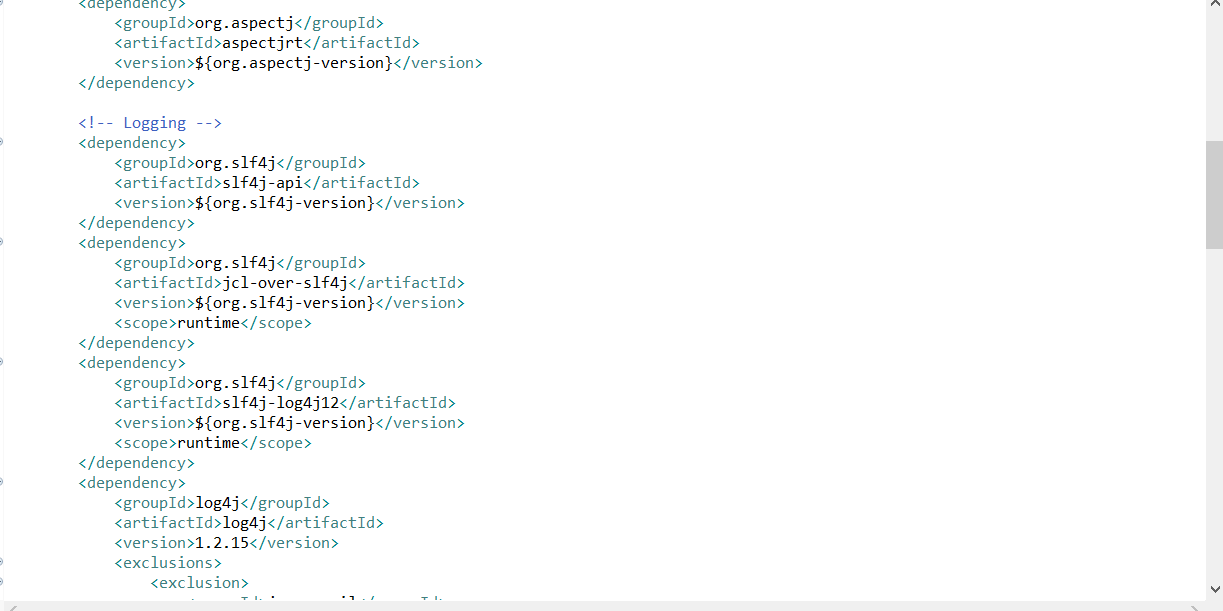 <dependency>
<groupId>org.aspectj</groupId>
<artifactId>aspectjrt</artifactId>
<version>${org.aspectj-version}</version>
</dependency>
<!-- Logging -->
<dependency>
<groupId>org.slf4j</groupId>
<artifactId>slf4j-api</artifactId>
<version>${org.slf4j-version}</version>
</dependency>
<dependency>
<groupId>org.slf4j</groupId>
<artifactId>jcl-over-slf4j</artifactId>
<version>${org.slf4j-version}</version>
<scope>runtime</scope>
</dependency>
<dependency>
<groupId>org.slf4j</groupId>
<artifactId>slf4j-log4j12</artifactId>
<version>${org.slf4j-version}</version>
<scope>runtime</scope>
</dependency>
<dependency>
<groupId>log4j</groupId>
<artifactId>log4j</artifactId>
<version>1.2.15</version>
<exclusions>
<exclusion>